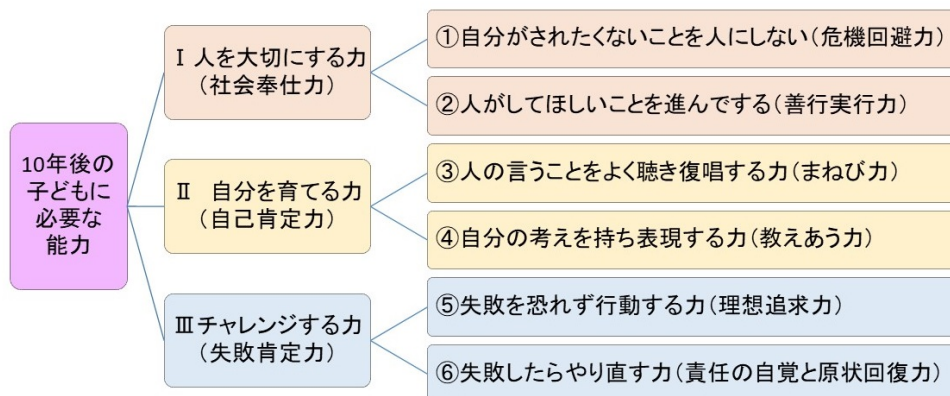 10年後の
子どもに
必要な
能力
Ⅰ 人を大切にする力
（社会奉仕力）
①自分がされたくないことを人にしない（危機回避力）
②人がしてほしいことを進んでする（善行実行力）
Ⅱ　自分を育てる力
（自己肯定力）
③人の言うことをよく聴き復唱する力（まねび力）
④自分の考えを持ち表現する力（教えあう力）
Ⅲチャレンジする力
（失敗肯定力）
⑤失敗を恐れず行動する力（理想追求力）
⑥失敗したらやり直す力（責任の自覚と原状回復力）